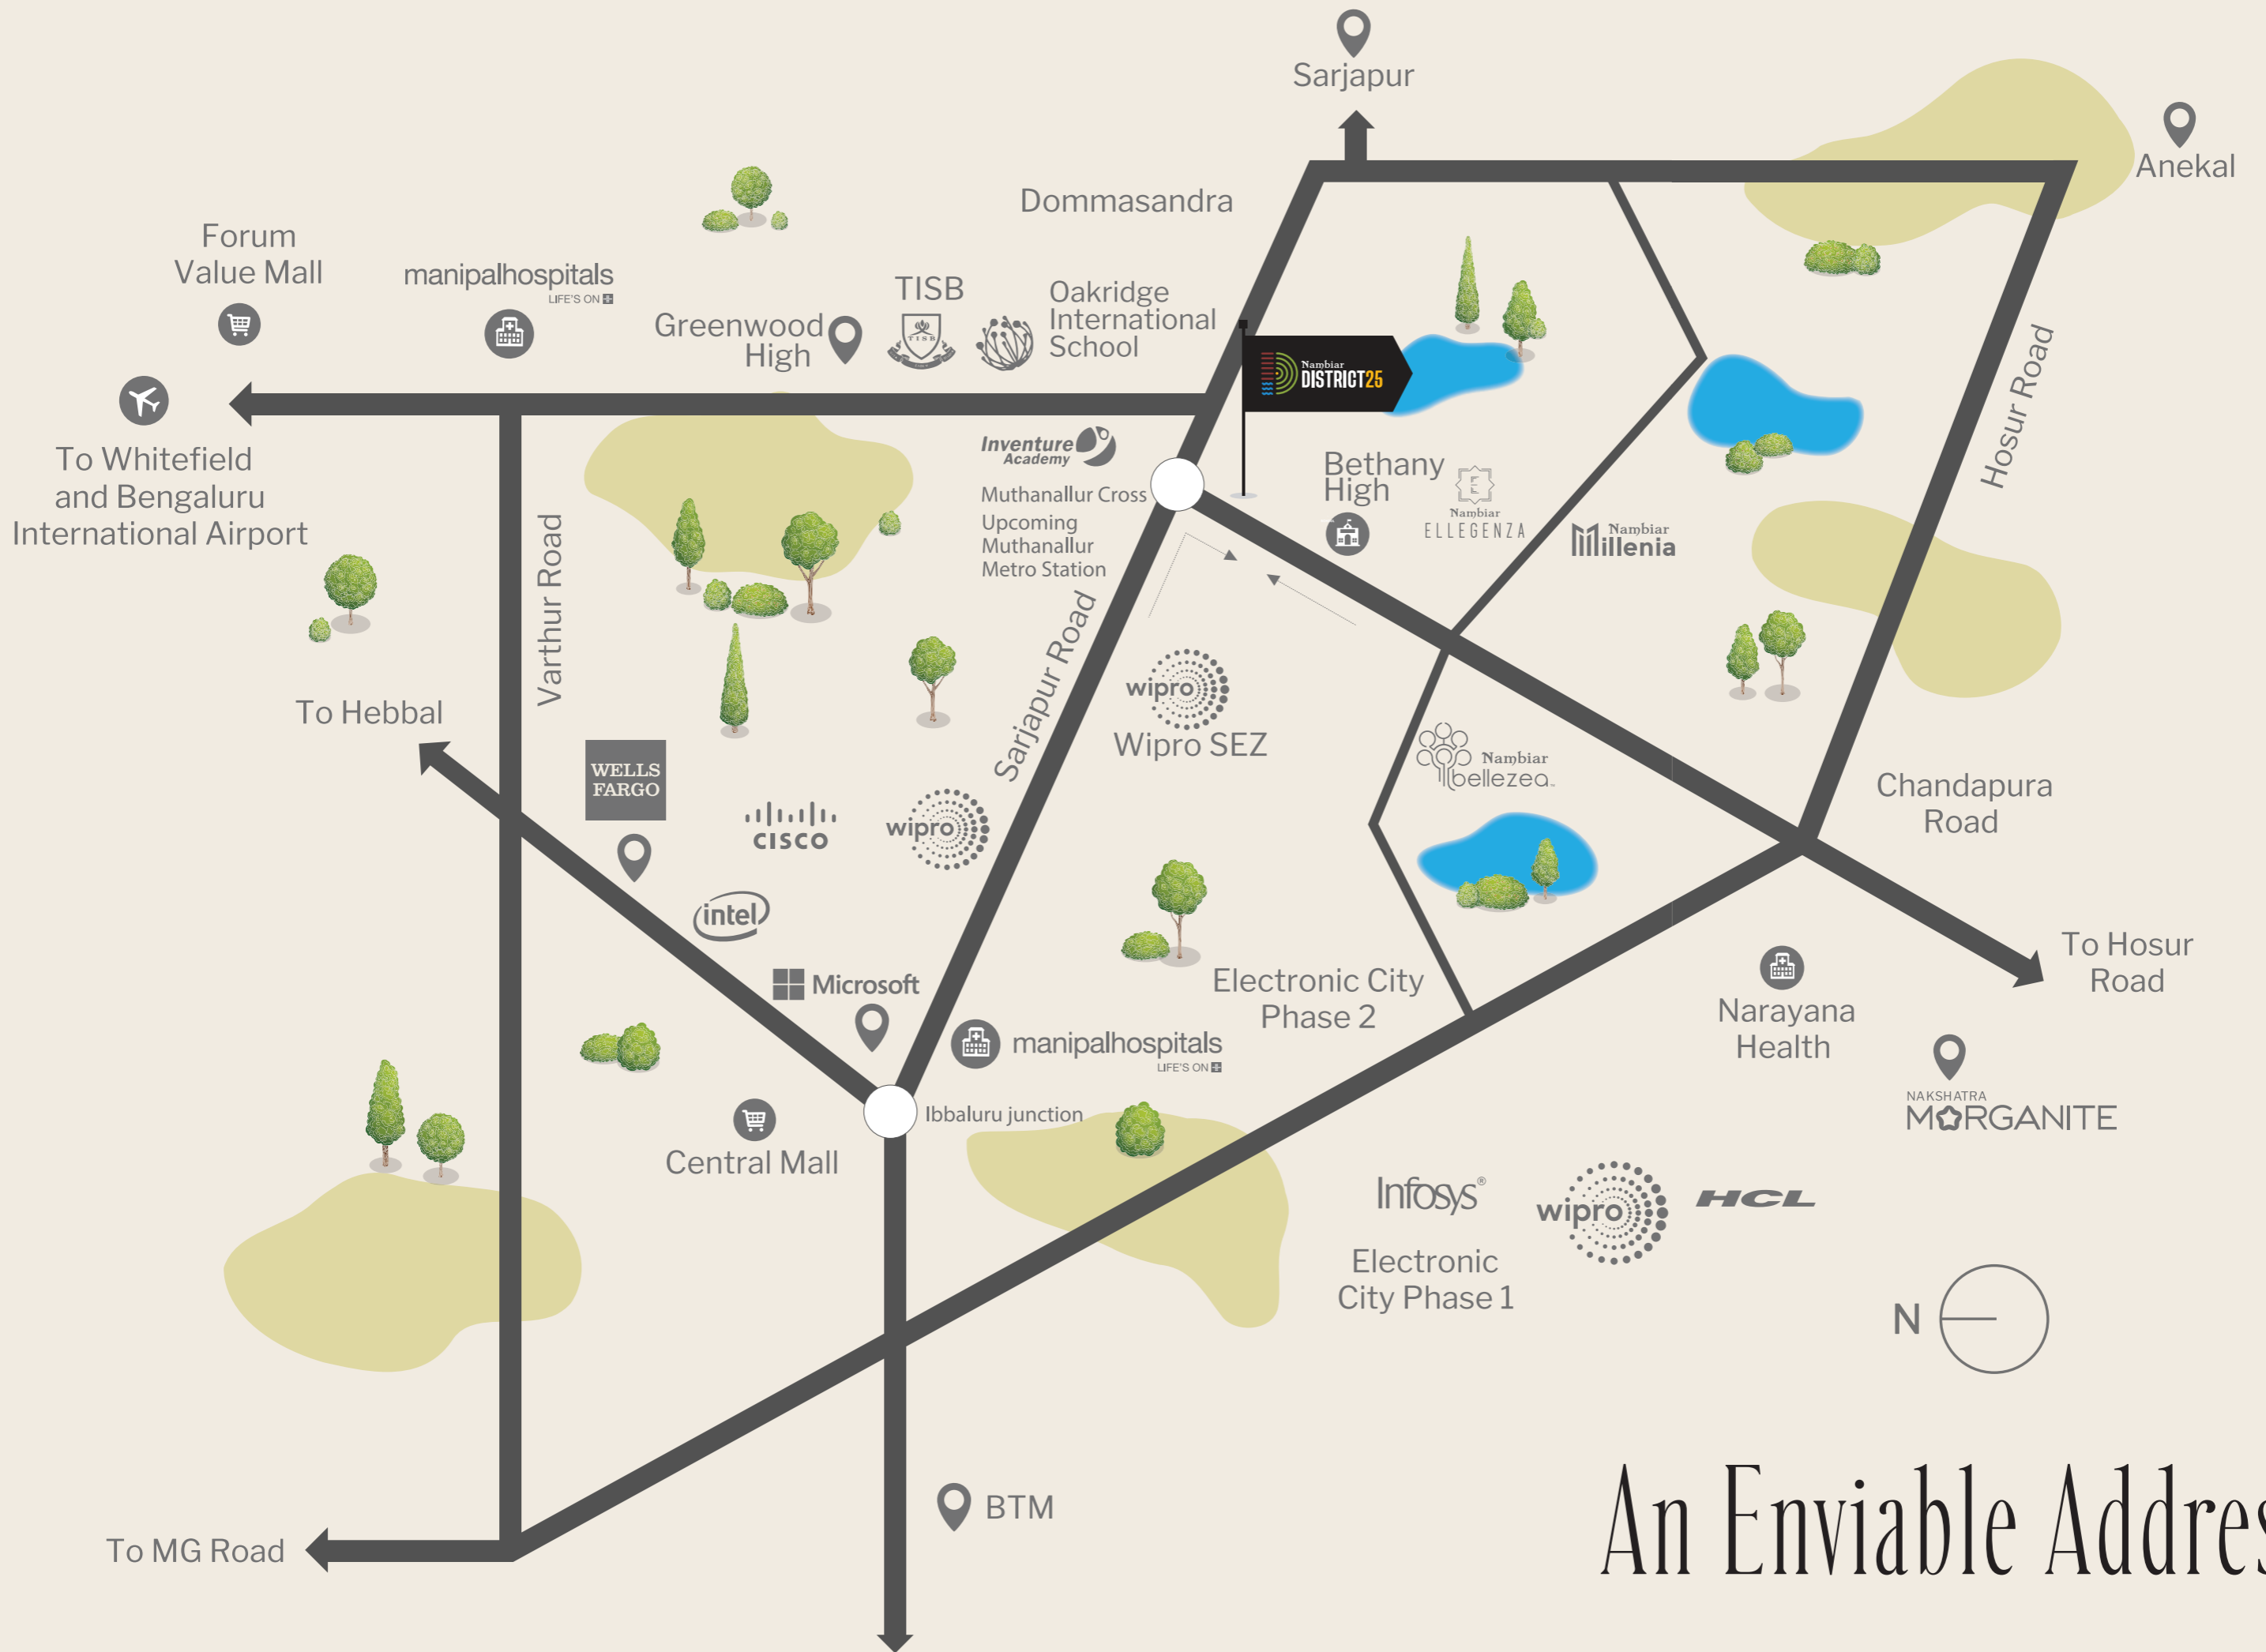 Sarjapur
Anekal
Dommasandra
Forum
Value Mall
manipalhospitals
LIFE'S ON
Greenwood
High
TISB
TISB
Oakridge
International
School
Nambiar
DISTRICT25
To Whitefield
and Bengaluru
International Airport
Varthur Road
Inventure
Academy
Muthanallur Cross
Upcoming
Muthanallur
Metro Station
Bethany
High
Nambiar
ELLEGENZA
Nambiar
Millenia
Hosur Road
Sarjapur Road
To Hebbal
wipro
Wipro SEZ
WELLS
FARGO
CISCO
wipro
Nambiar
bellezea
Chandapura
Road
intel
Microsoft
manipalhospitals
LIFE'S ON
Electronic City
Phase 2
To Hosur
Road
Narayana
Health
NAKSHATRA
MORGANITE
Central Mall
Ibbaluru junction
Infosys®
wipro
HCL
Electronic
City Phase 1
N
BTM
To MG Road
An Enviable Addres